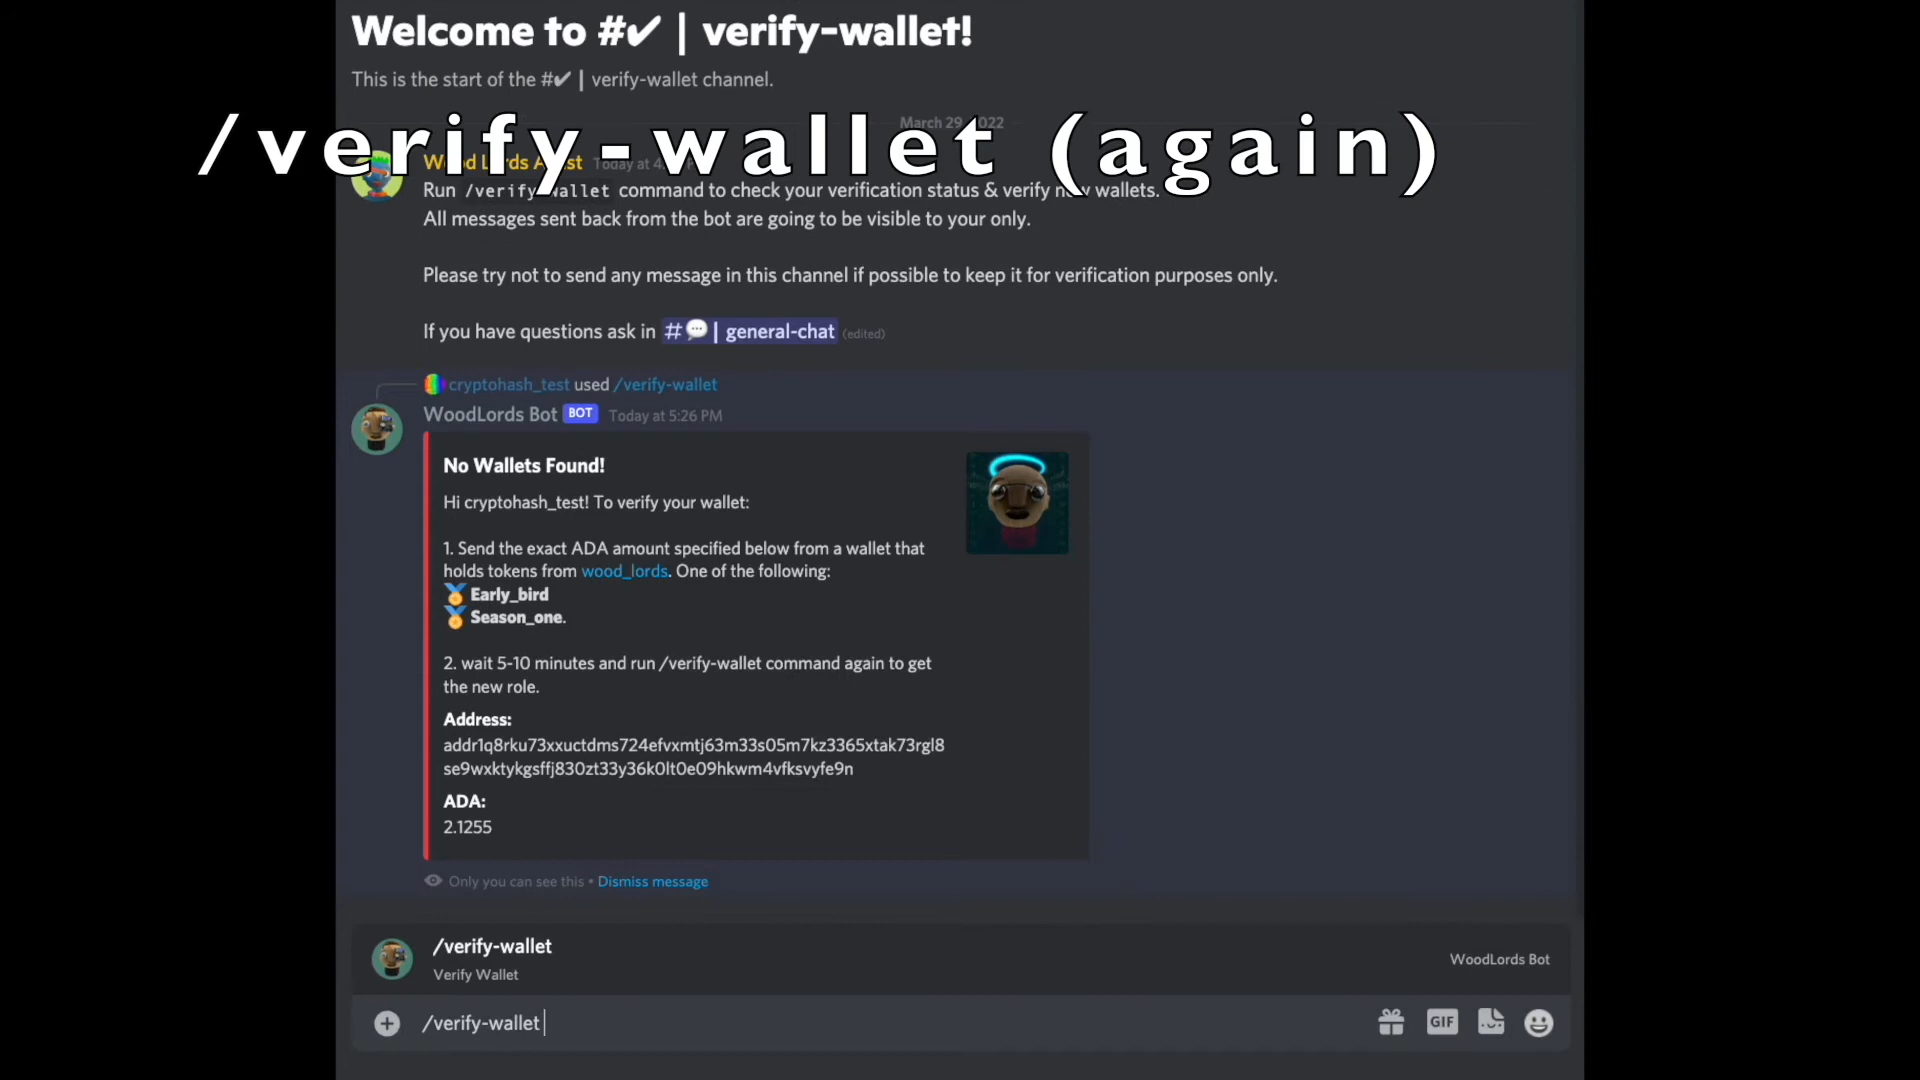 Welcome to #✔ | verify-wallet!
This is the start of the #✔ | verify-wallet channel.
March 29, 2022
/verify-wallet (again)
Wood Lords Artist Today at 4:
Run /verify-wallet command to check your verification status & verify new wallets.
All messages sent back from the bot are going to be visible to your only.
Please try not to send any message in this channel if possible to keep it for verification purposes only.
If you have questions ask in #💬 | general-chat (edited)
cryptohash_test used /verify-wallet
WoodLords Bot BOT Today at 5:26 PM
No Wallets Found!
Hi cryptohash_test! To verify your wallet:
1. Send the exact ADA amount specified below from a wallet that
holds tokens from wood_lords. One of the following:
🏅 Early_bird
🏅 Season_one.
2. wait 5-10 minutes and run /verify-wallet command again to get
the new role.
Address:
addr1q8rku73xxuctdms724efvxmtj63m33s05m7kz3365xtak73rgl8
se9wxktykgsffj830zt33y36k0lt0e09hkwm4vfksvyfe9n
ADA:
2.1255
Only you can see this • Dismiss message
/verify-wallet
Verify Wallet
WoodLords Bot
/verify-wallet
GIF